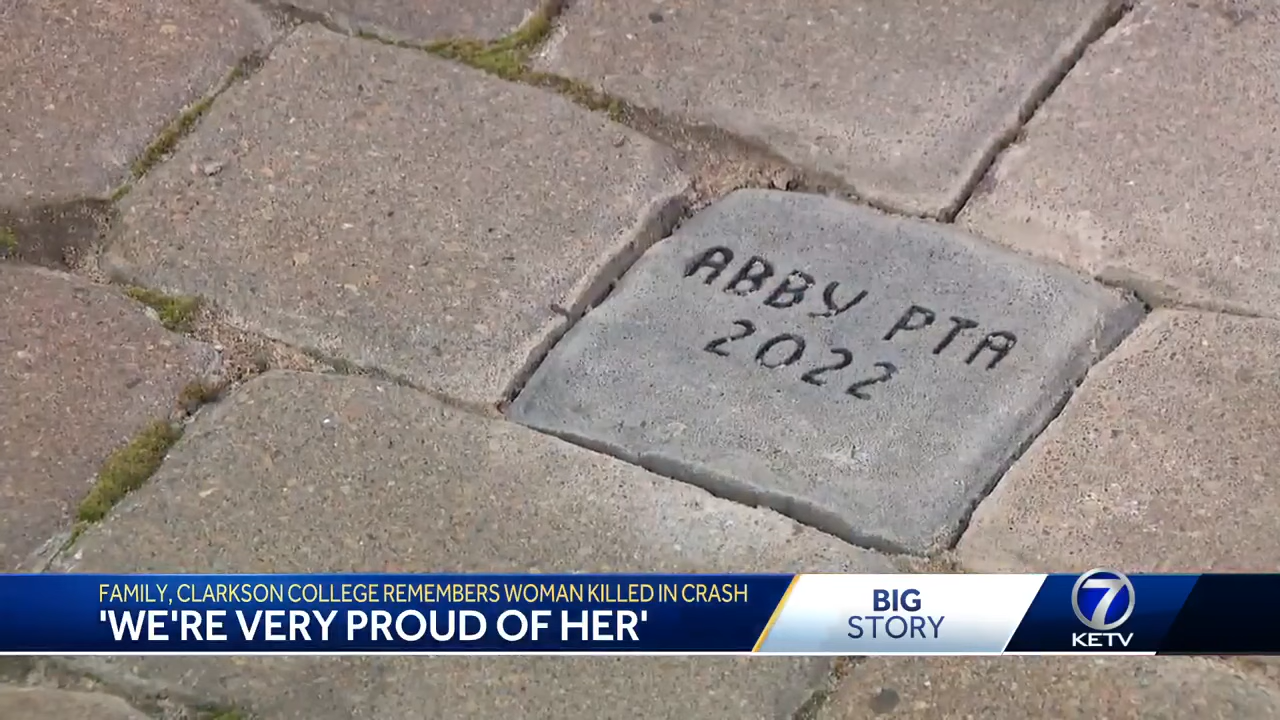 ABBY PTA
2022
FAMILY, CLARKSON COLLEGE REMEMBERS WOMAN KILLED IN CRASH
'WE'RE VERY PROUD OF HER'
BIG
STORY
7
KETV